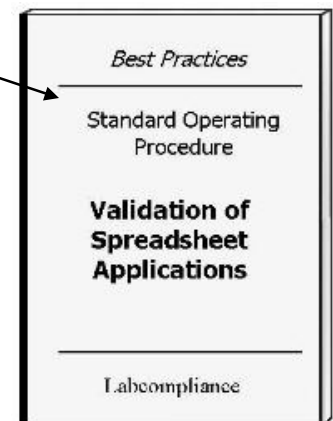 Best Practices
Standard Operating
Procedure
Validation of
Spreadsheet
Applications
Labcompliance